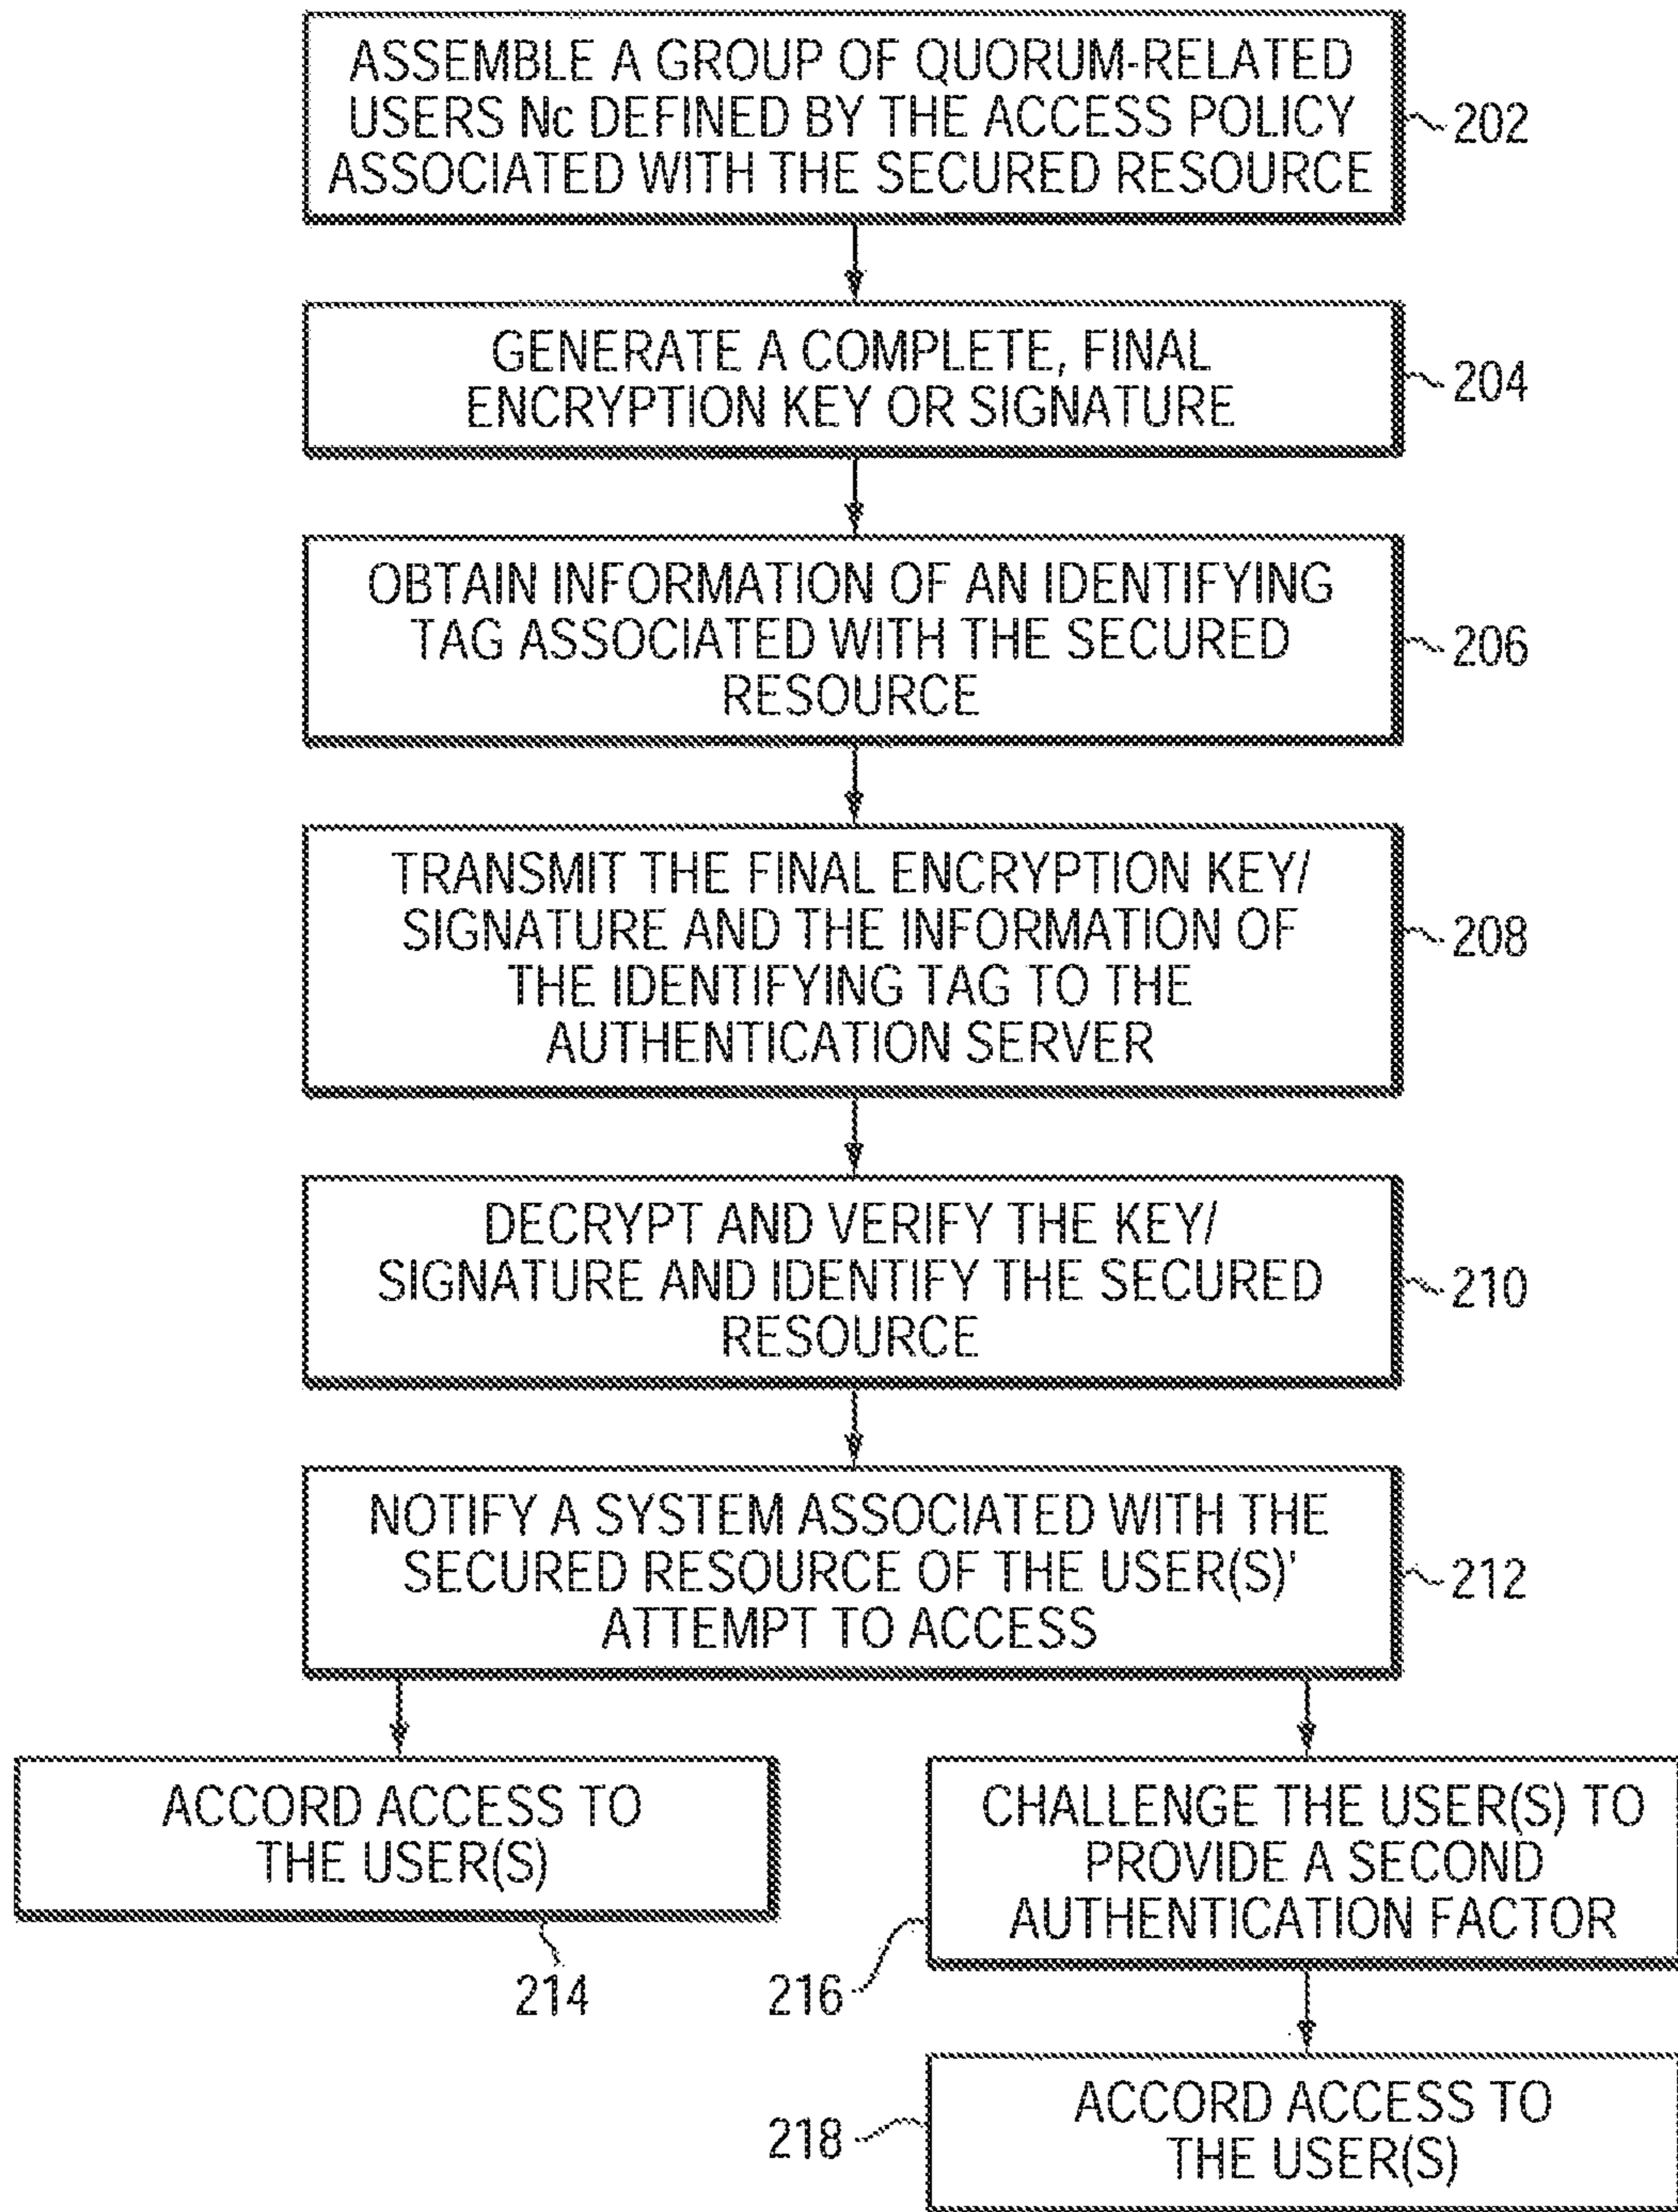 ASSEMBLE A GROUP OF QUORUM-RELATED
USERS Nc DEFINED BY THE ACCESS POLICY
ASSOCIATED WITH THE SECURED RESOURCE
202
GENERATE A COMPLETE, FINAL
ENCRYPTION KEY OR SIGNATURE
204
OBTAIN INFORMATION OF AN IDENTIFYING
TAG ASSOCIATED WITH THE SECURED
RESOURCE
206
TRANSMIT THE FINAL ENCRYPTION KEY/
SIGNATURE AND THE INFORMATION OF
THE IDENTIFYING TAG TO THE
AUTHENTICATION SERVER
208
DECRYPT AND VERIFY THE KEY/
SIGNATURE AND IDENTIFY THE SECURED
RESOURCE
210
NOTIFY A SYSTEM ASSOCIATED WITH THE
SECURED RESOURCE OF THE USER(S)'
ATTEMPT TO ACCESS
212
ACCORD ACCESS TO
THE USER(S)
214
CHALLENGE THE USER(S) TO
PROVIDE A SECOND
AUTHENTICATION FACTOR
216
ACCORD ACCESS TO
THE USER(S)
218